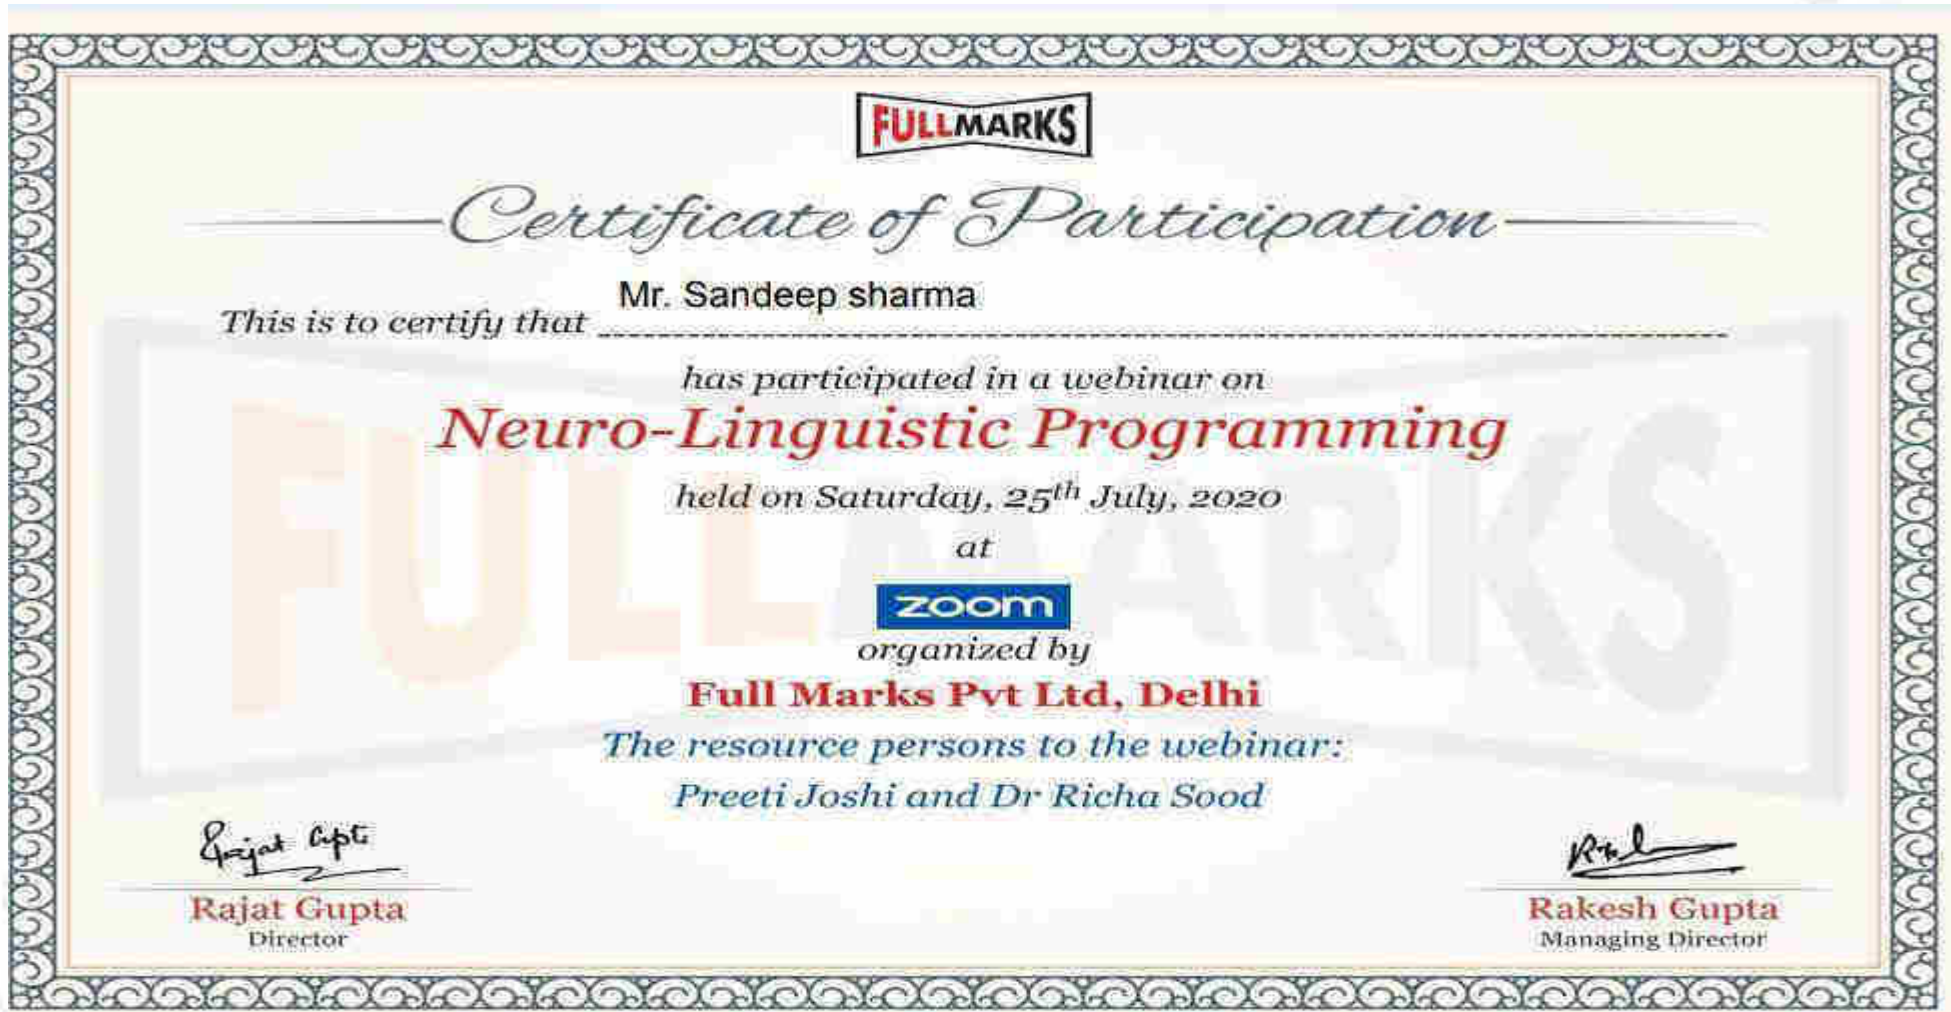 FULLMARKS
Certificate of Participation
Mr. Sandeep sharma
This is to certify that
has participated in a webinar on
Neuro-Linguistic Programming
held on Saturday, 25th July, 2020
at
zoom
organized by
Full Marks Pvt Ltd, Delhi
The resource persons to the webinar:
Preeti Joshi and Dr Richa Sood
Rajat Gupta
Rajat Gupta
Director
Rakesh Gupta
Managing Director
FULLMARKS